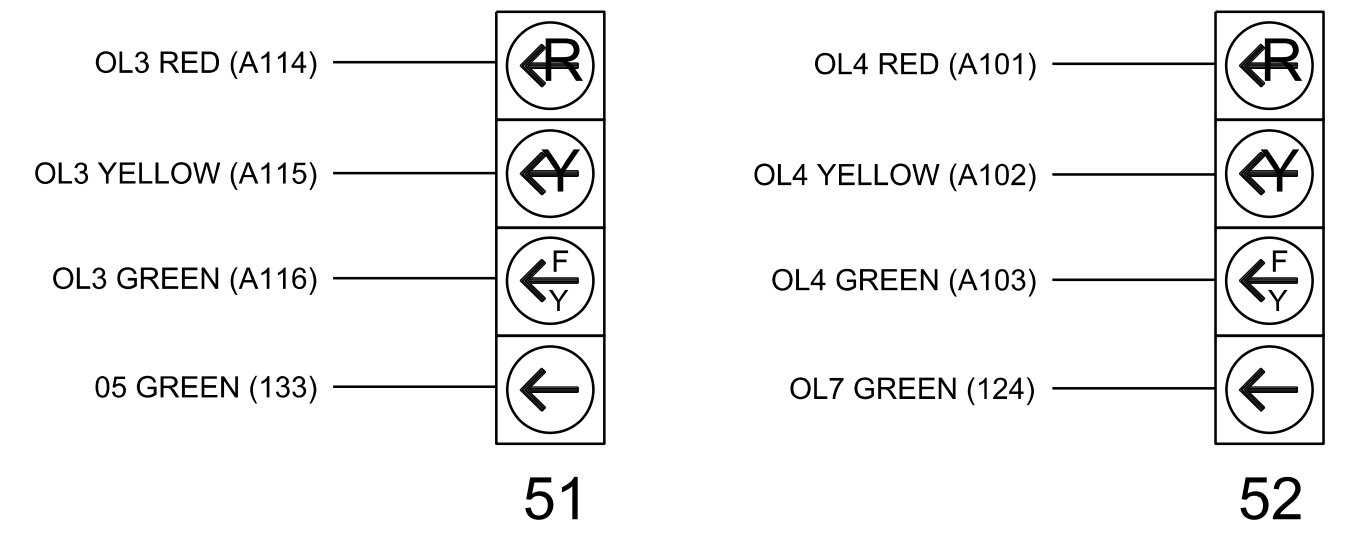 OL3 RED (A114)
R
OL3 YELLOW (A115)
Y
OL3 GREEN (A116)
F
Y
05 GREEN (133)
51
OL4 RED (A101)
R
OL4 YELLOW (A102)
Y
OL4 GREEN (A103)
F
Y
OL7 GREEN (124)
52